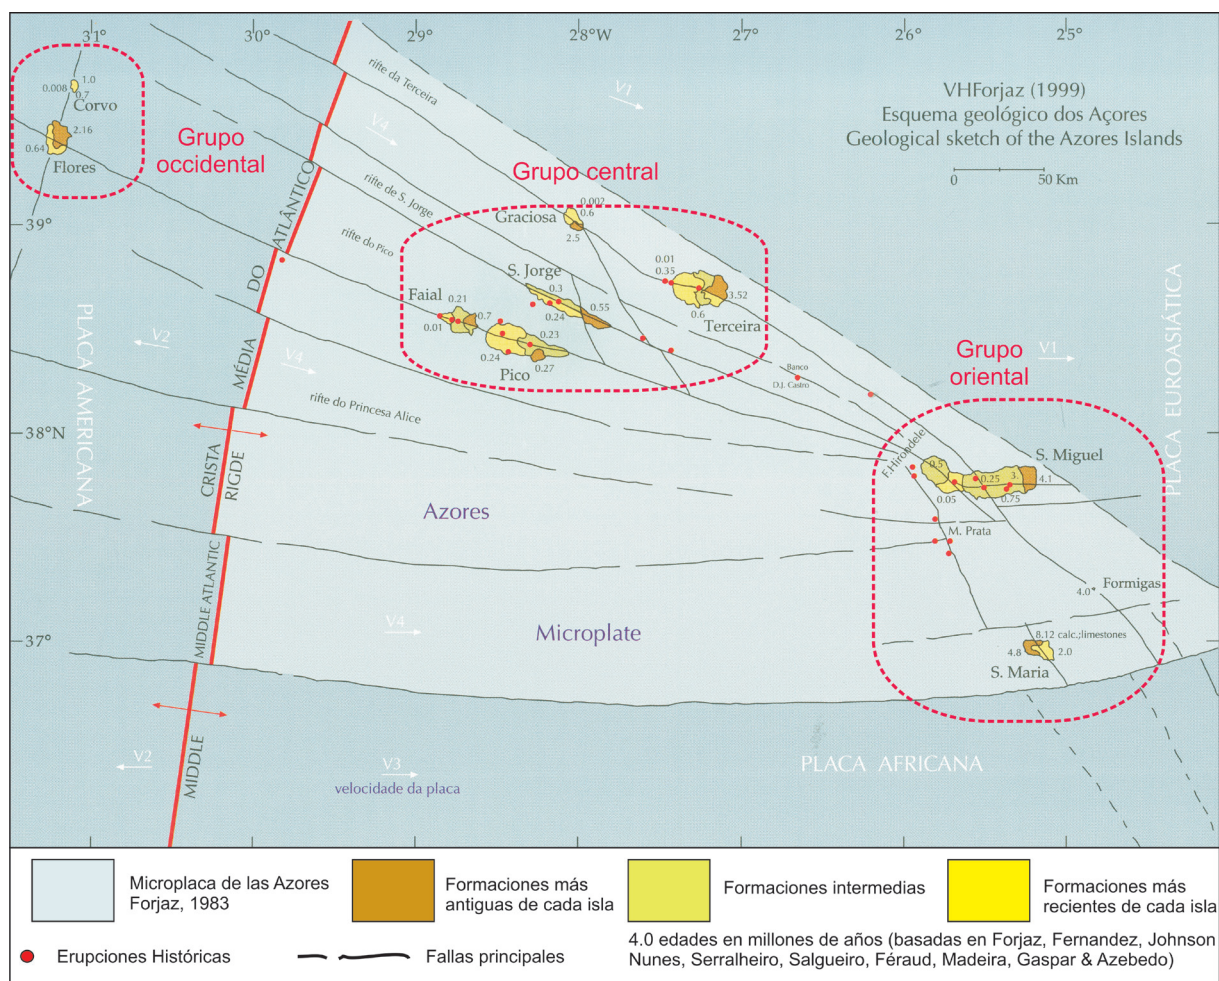 31°
30°
29°
28°W
27°
26°
25°
39°
38°N
37°
VHForjaz (1999)
Esquema geológico dos Açores
Geological sketch of the Azores Islands
0
50 Km
Grupo
occidental
1.0
0.008
0.7
Corvo
2.16
0.64
Flores
rifte da Terceira
V1
V4
rifte de S. Jorge
rifte do Pico
Grupo central
Graciosa
0.002
0.6
2.5
S. Jorge
0.3
0.24
0.55
0.01
0.35
3.52
0.6
Terceira
Faial
0.21
0.7
0.01
0.23
0.24
0.27
Pico
Banco
D.J. Castro
V2
V4
rifte do Princesa Alice
Grupo
oriental
V1
PLACA AMERICANA
PLACA EUROASIÁTICA
CRISTA MÉDIA DO ATLÂNTICO
MIDDLE MIDDLE ATLANTIC RIGDE
F.Hirondele
S. Miguel
0.5
0.25
3.
4.1
0.05
0.75
M. Prata
Azores
Microplate
V4
Formigas
4.0
8.12 calc.;limestones
4.8
2.0
S. Maria
V2
V3
velocidade da placa
PLACA AFRICANA
Microplaca de las Azores
Forjaz, 1983
Formaciones más
antiguas de cada isla
Formaciones intermedias
Formaciones más
recientes de cada isla
Erupciones Históricas
Fallas principales
4.0 edades en millones de años (basadas en Forjaz, Fernandez, Johnson
Nunes, Serralheiro, Salgueiro, Féraud, Madeira, Gaspar & Azebedo)